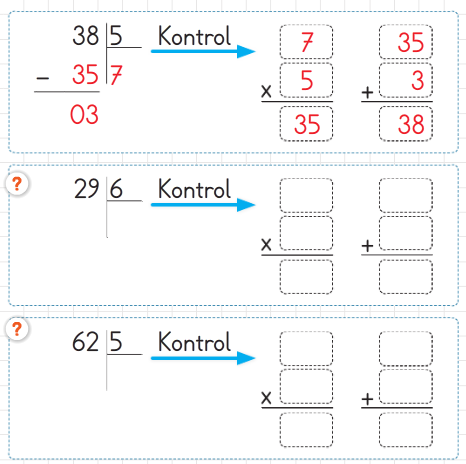 38 5 Kontrol 7 35
- 35 7 x 5 + 3
03 35 38
?
29 6 Kontrol
x +
?
62 5 Kontrol
x +